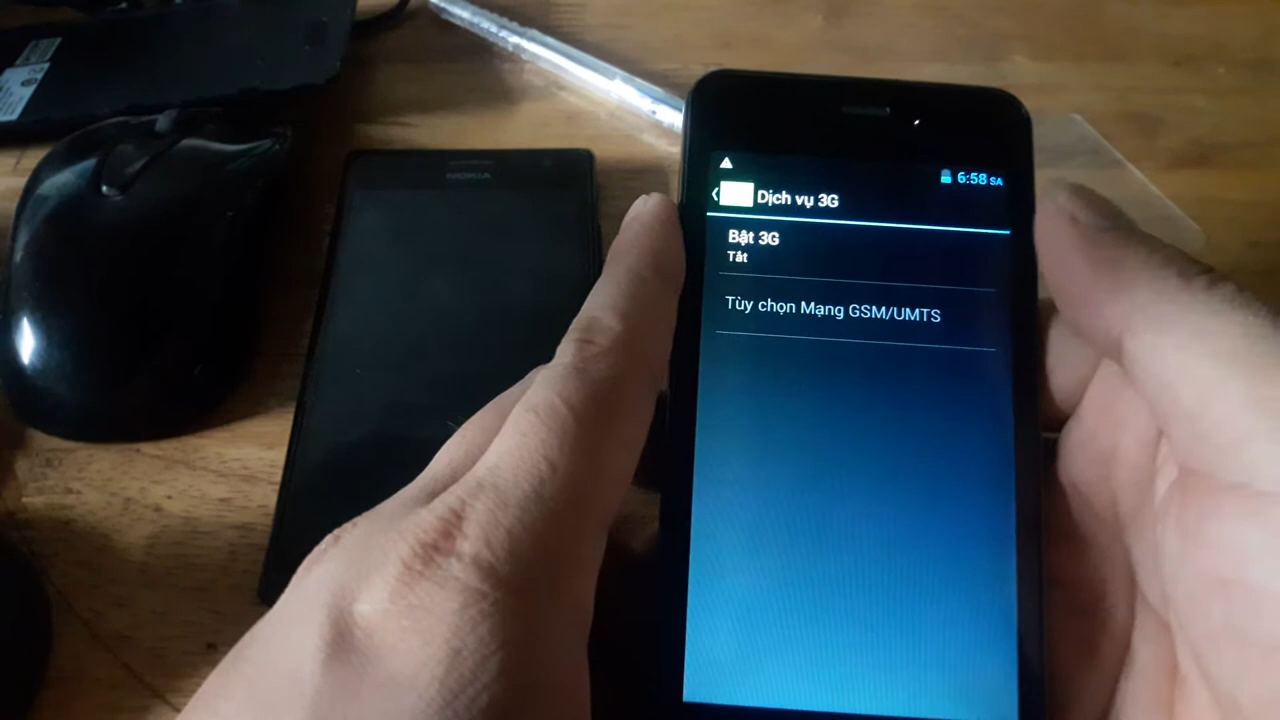 NOKIA
6:58 SA
Dịch vụ 3G
Bật 3G
Tắt
Tùy chọn Mạng GSM/UMTS